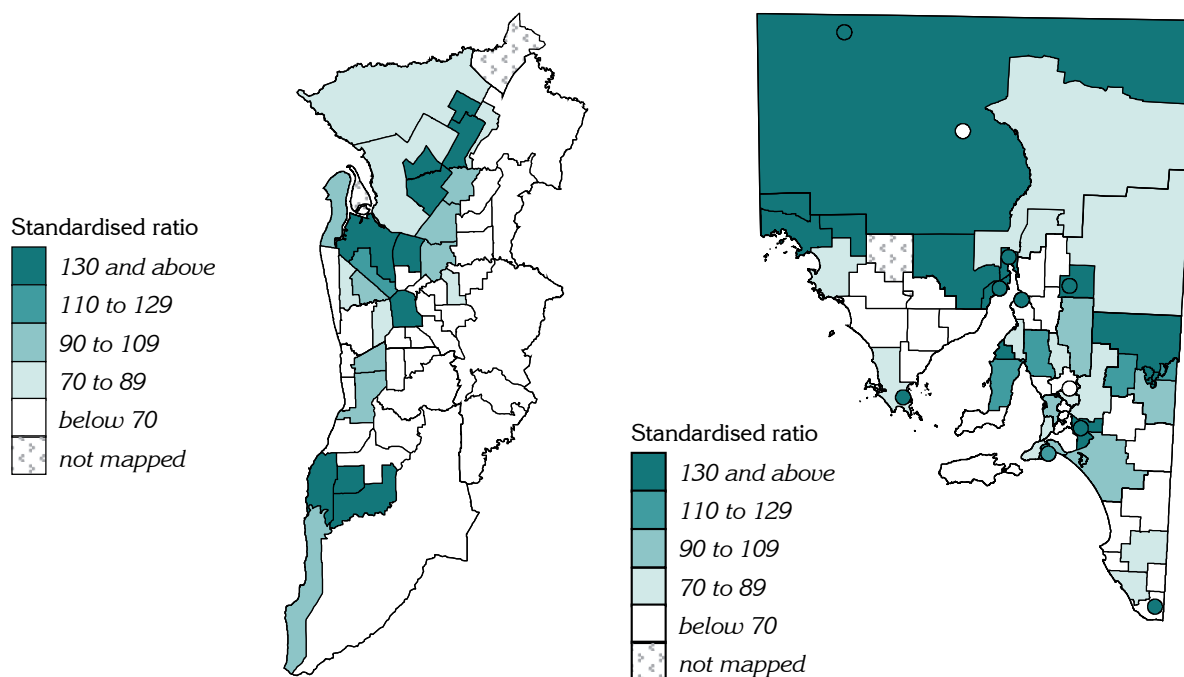 Standardised ratio
130 and above
110 to 129
90 to 109
70 to 89
below 70
not mapped
Standardised ratio
130 and above
110 to 129
90 to 109
70 to 89
below 70
not mapped